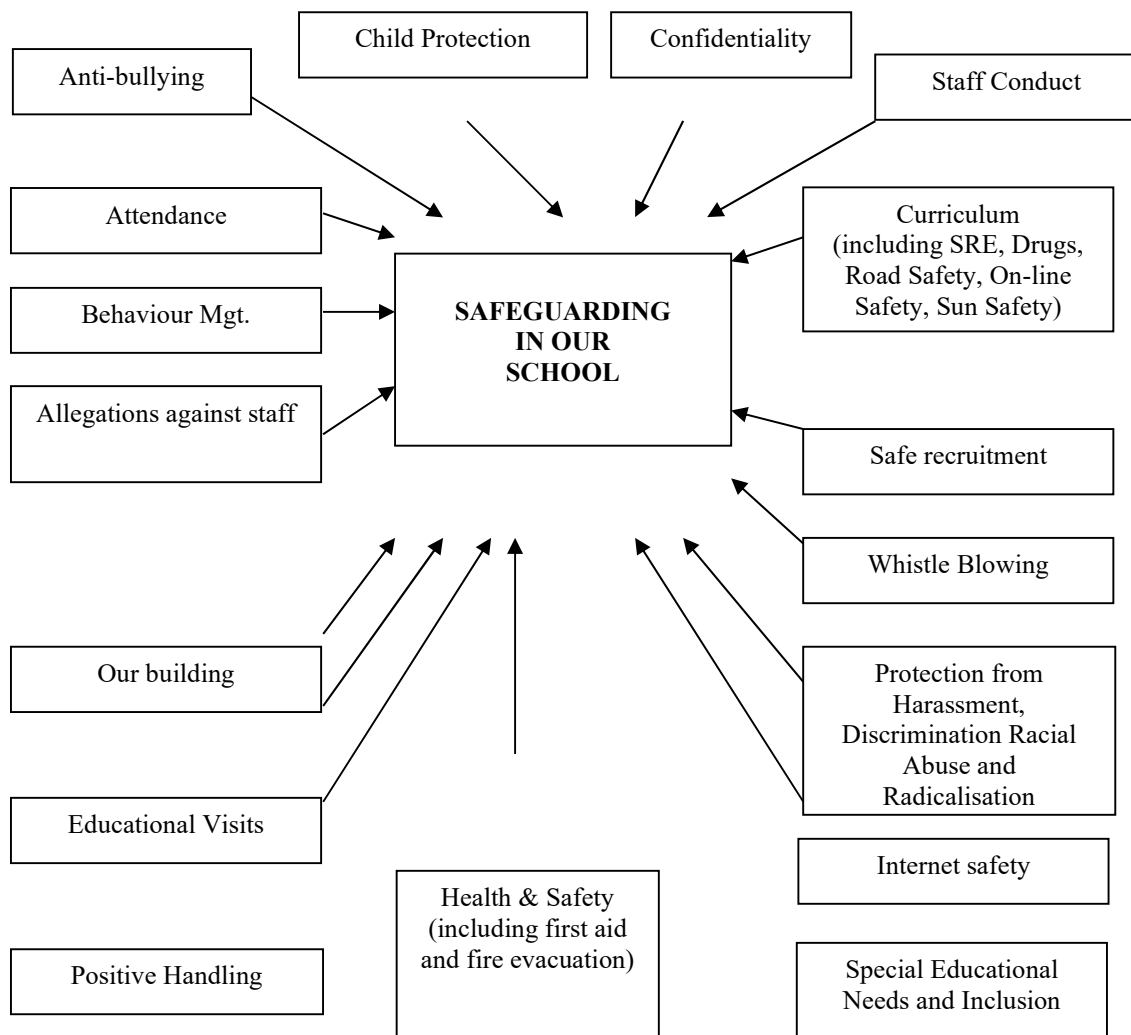 Child Protection
Confidentiality
Anti-bullying
Staff Conduct
Attendance
Curriculum
(including SRE, Drugs,
Road Safety, On-line
Safety, Sun Safety)
SAFEGUARDING
IN OUR
SCHOOL
Behaviour Mgt.
Allegations against staff
Safe recruitment
Whistle Blowing
Our building
Protection from
Harassment,
Discrimination Racial
Abuse and
Radicalisation
Educational Visits
Internet safety
Health & Safety
(including first aid
and fire evacuation)
Positive Handling
Special Educational
Needs and Inclusion